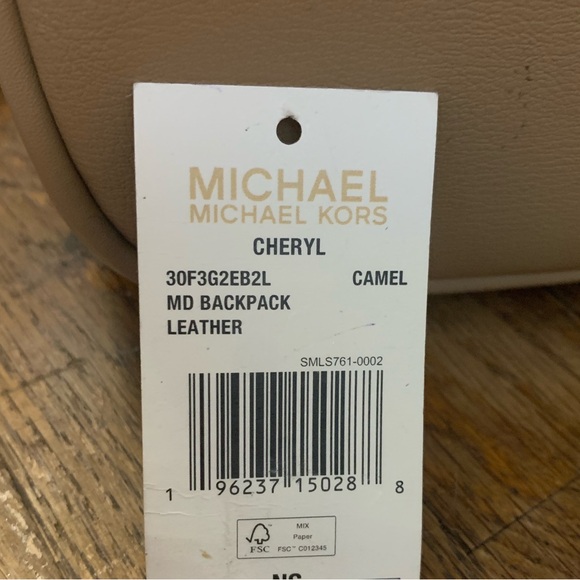 MICHAEL
MICHAEL KORS
CHERYL
30F3G2EB2L CAMEL
MD BACKPACK
LEATHER
SMLS761-0002
1 96237 15028 8
FSC
MIX
Paper
FSC™ C012343